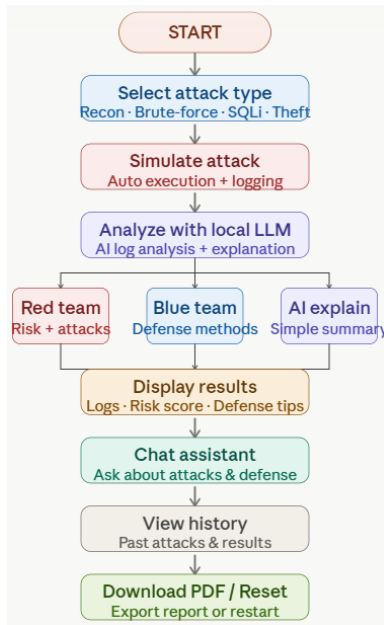 START
Select attack type
Recon · Brute-force · SQLi · Theft
Simulate attack
Auto execution + logging
Analyze with local LLM
AI log analysis + explanation
Red team
Risk + attacks
Blue team
Defense methods
AI explain
Simple summary
Display results
Logs · Risk score · Defense tips
Chat assistant
Ask about attacks & defense
View history
Past attacks & results
Download PDF / Reset
Export report or restart